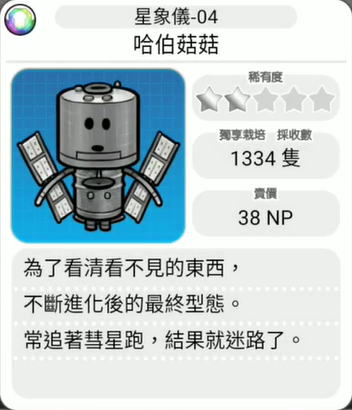 星象儀-04
哈伯菇菇
稀有度
獨享栽培 採收數
1334 隻
賣價
38 NP
為了看清看不見的東西，
不斷進化後的最終型態。
常追著彗星跑，結果就迷路了。